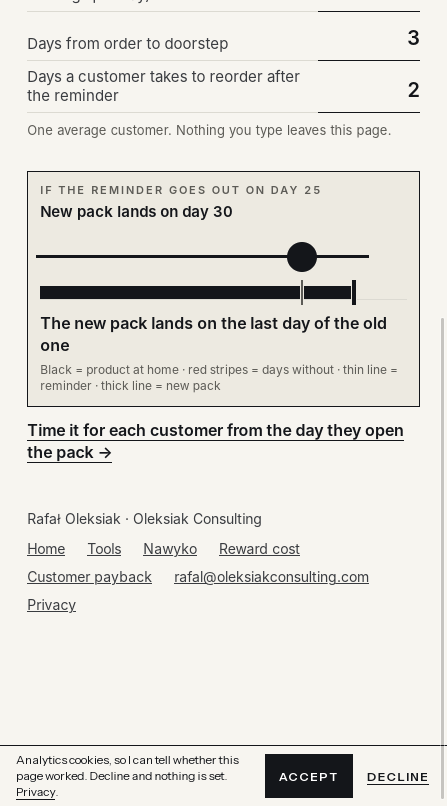 Days from order to doorstep
3
Days a customer takes to reorder after
the reminder
2
One average customer. Nothing you type leaves this page.
IF THE REMINDER GOES OUT ON DAY 25
New pack lands on day 30
The new pack lands on the last day of the old
one
Black = product at home · red stripes = days without · thin line =
reminder · thick line = new pack
Time it for each customer from the day they open
the pack →
Rafał Oleksiak · Oleksiak Consulting
Home Tools Nawyko Reward cost
Customer payback rafal@oleksiakconsulting.com
Privacy
Analytics cookies, so I can tell whether this
page worked. Decline and nothing is set.
Privacy.
ACCEPT
DECLINE